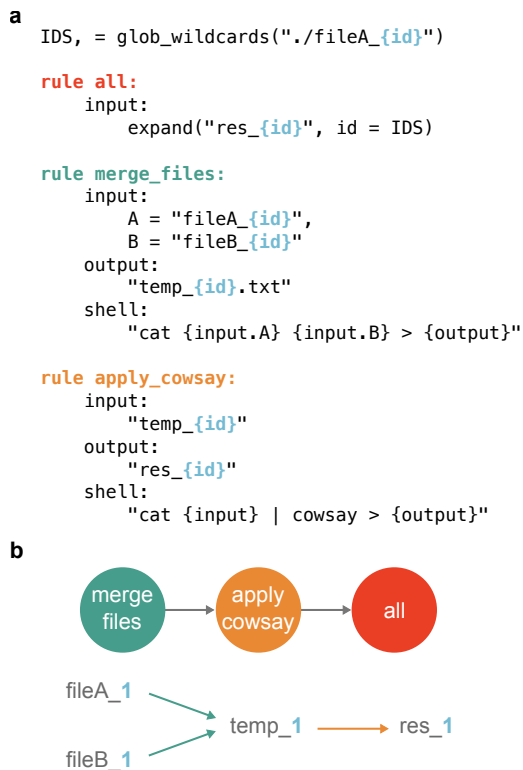 a
IDS, = glob_wildcards("./fileA_{id}")
rule all:
input:
expand("res_{id}", id = IDS)
rule merge_files:
input:
A = "fileA_{id}",
B = "fileB_{id}"
output:
"temp_{id}.txt"
shell:
"cat {input.A} {input.B} > {output}"
rule apply_cowsay:
input:
"temp_{id}"
output:
"res_{id}"
shell:
"cat {input} | cowsay > {output}"
b
merge
files
apply
cowsay
all
fileA_1
temp_1
res_1
fileB_1